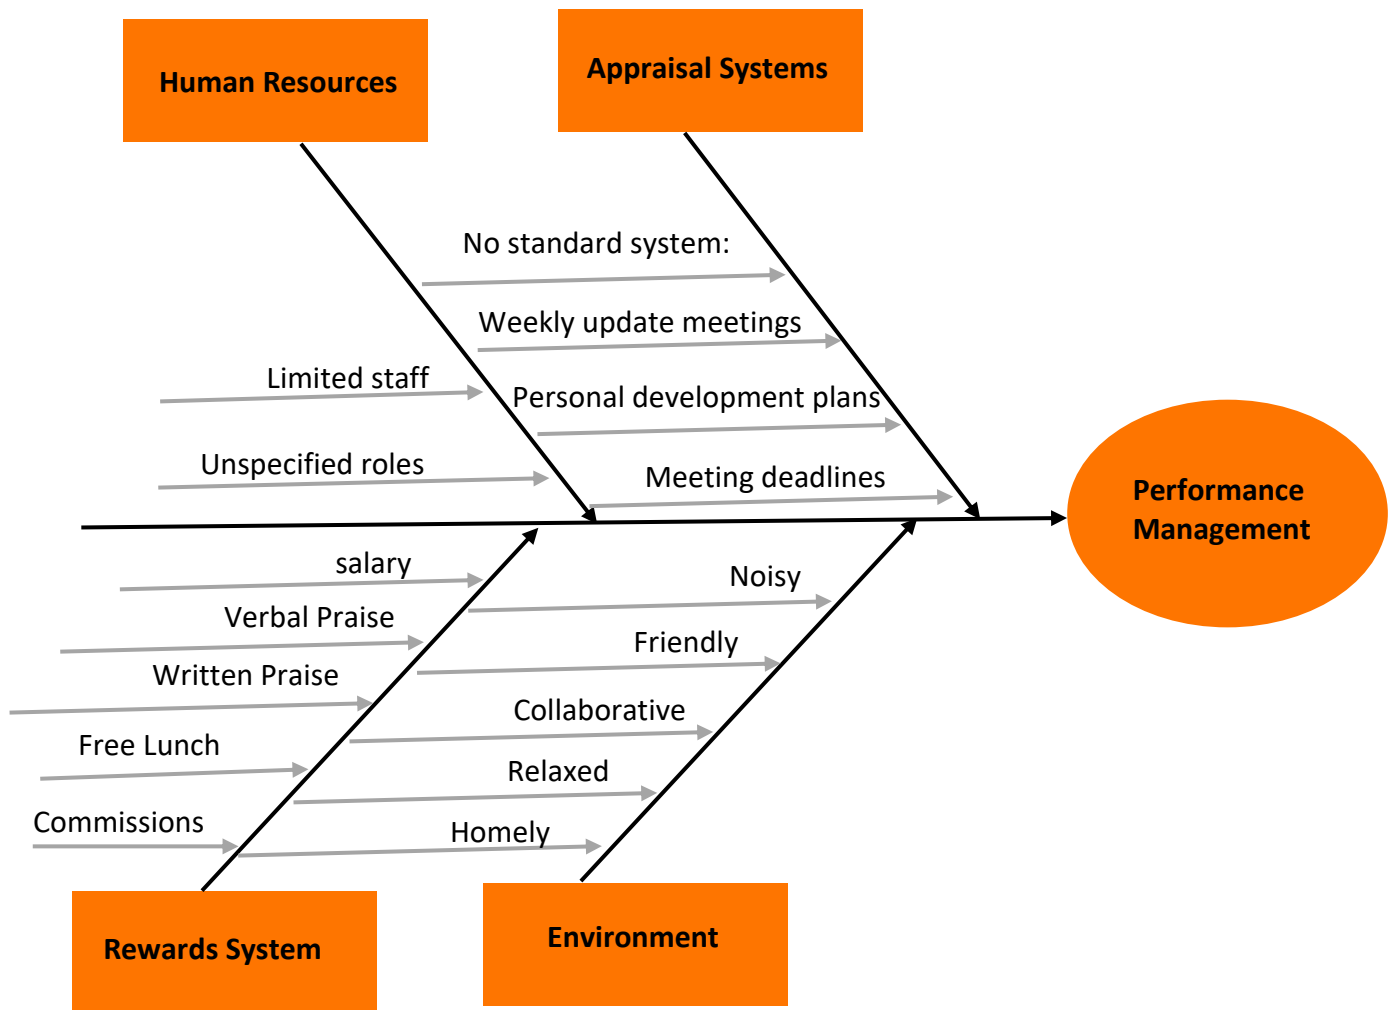 Human Resources
Appraisal Systems
No standard system:
Weekly update meetings
Limited staff
Personal development plans
Unspecified roles
Meeting deadlines
Performance
Management
salary
Noisy
Verbal Praise
Friendly
Written Praise
Collaborative
Free Lunch
Relaxed
Commissions
Homely
Rewards System
Environment